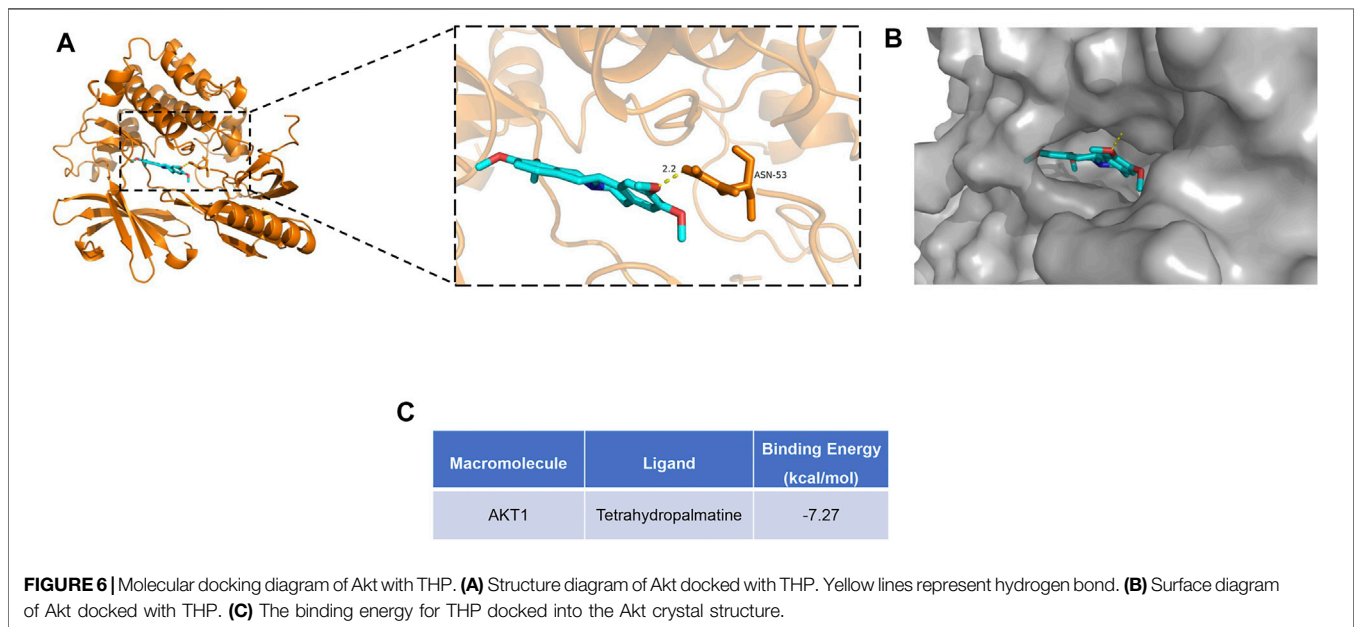 A
B
2.2
ASN-53
C
Macromolecule Ligand Binding Energy (kcal/mol)
AKT1 Tetrahydropalmatine -7.27
FIGURE 6 | Molecular docking diagram of Akt with THP. (A) Structure diagram of Akt docked with THP. Yellow lines represent hydrogen bond. (B) Surface diagram
of Akt docked with THP. (C) The binding energy for THP docked into the Akt crystal structure.